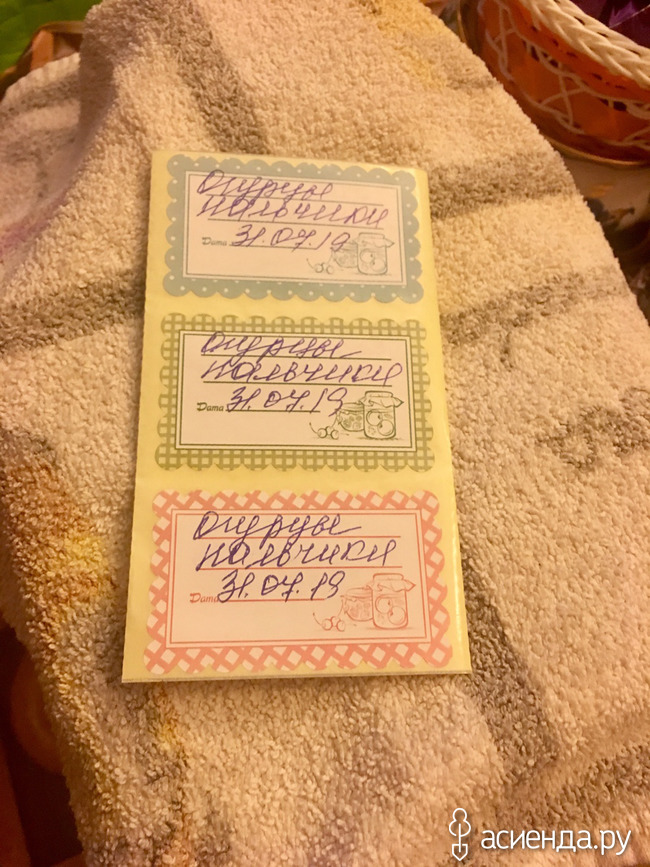 огурцы
пальчики
Дата 31.07.19
огурцы
пальчики
Дата 31.07.19
огурцы
пальчики
Дата 31.07.19
асиенда.ру